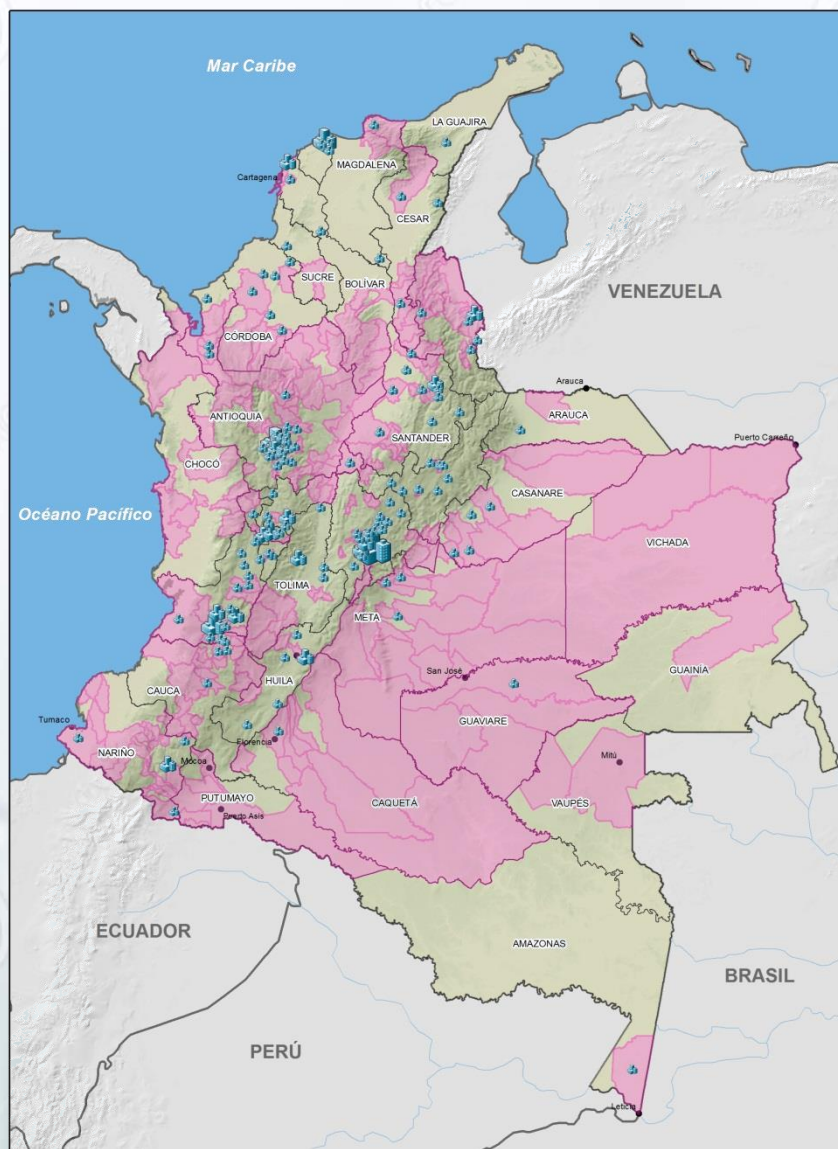 Mar Caribe
LA GUAJIRA
MAGDALENA
Cartagena
CESAR
SUCRE
BOLÍVAR
VENEZUELA
CÓRDOBA
Arauca
ARAUCA
ANTIOQUIA
SANTANDER
Puerto Carreño
CHOCÓ
CASANARE
Océano Pacífico
VICHADA
TOLIMA
META
GUAINÍA
San José
CAUCA
HUILA
Tumaco
GUAVIARE
Florencia
NARIÑO
Mocoa
Mitú
PUTUMAYO
CAQUETÁ
VAUPÉS
Puerto Asis
ECUADOR
AMAZONAS
BRASIL
PERÚ
Leticia